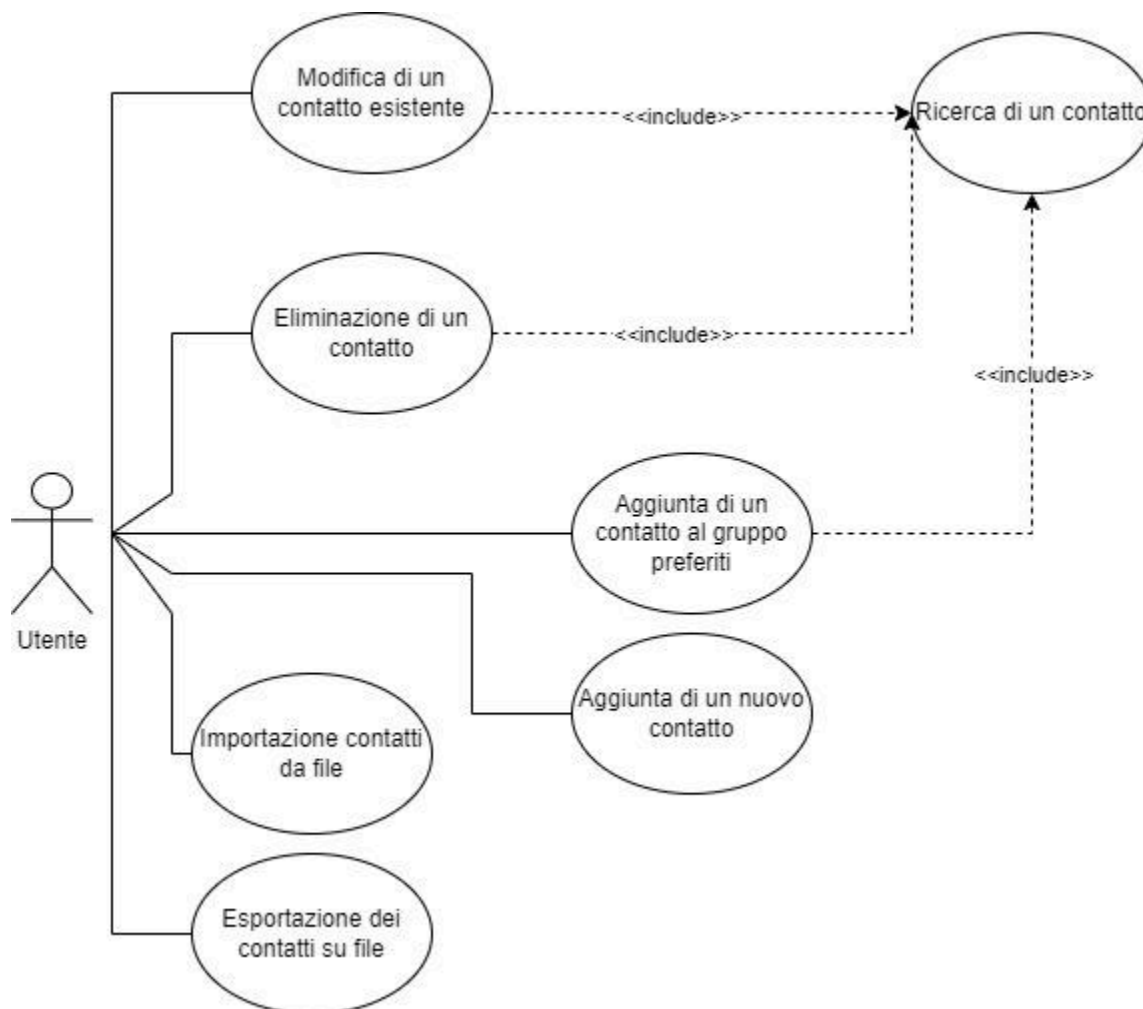 Modifica di un
contatto esistente
<<include>>
Ricerca di un contatto
Eliminazione di un
contatto
<<include>>
<<include>>
Aggiunta di un
contatto al gruppo
preferiti
Utente
Aggiunta di un nuovo
contatto
Importazione contatti
da file
Esportazione dei
contatti su file